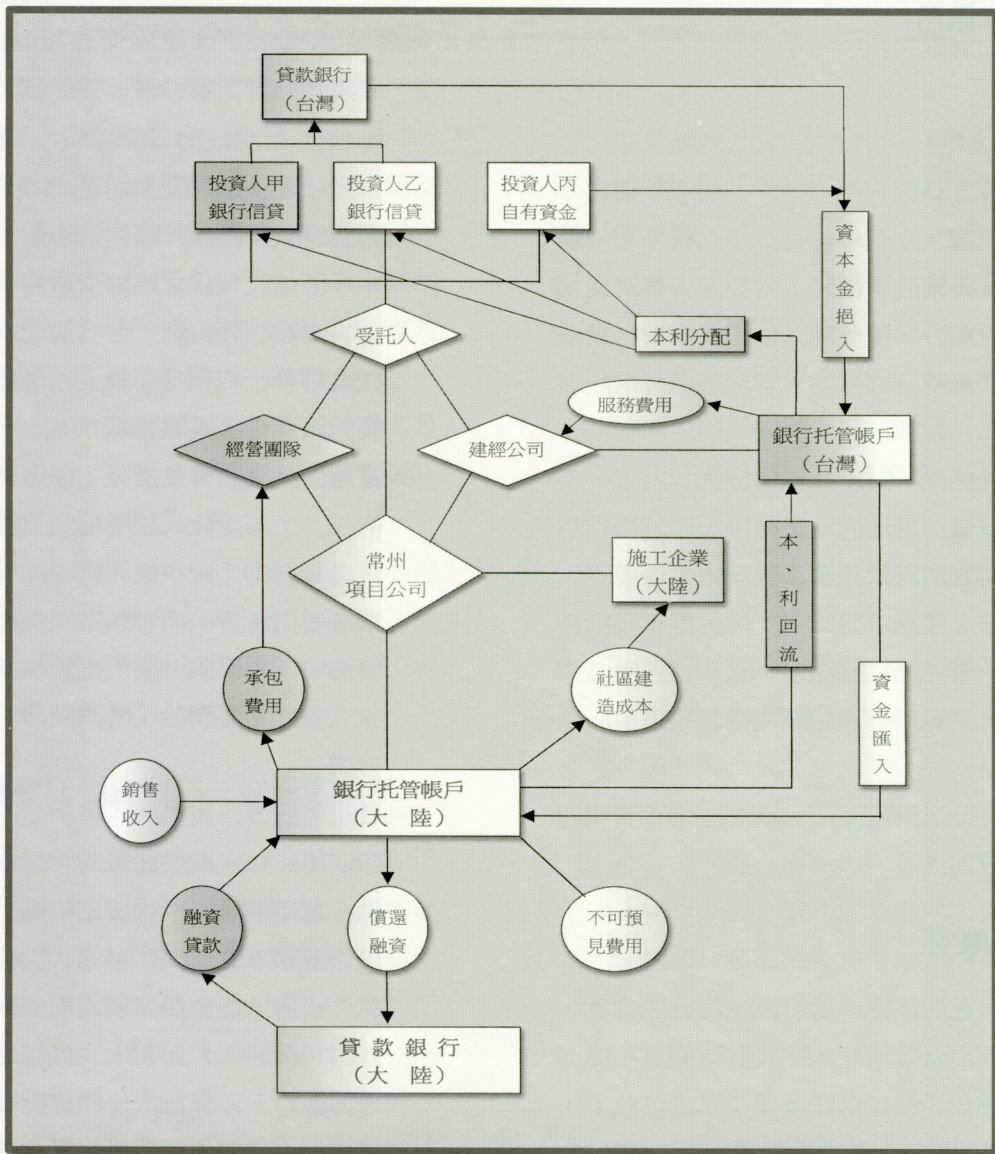 貸款銀行
（台灣）
投資人甲
銀行信貸
投資人乙
銀行信貸
投資人丙
自有資金
資本金挹入
受託人
本利分配
服務費用
經營團隊
建經公司
銀行托管帳戶
（台灣）
常州
項目公司
施工企業
（大陸）
本、利回流
承包
費用
社區建
造成本
資金匯入
銷售
收入
銀行托管帳戶
（大 陸）
融資
貸款
償還
融資
不可預
見費用
貸 款 銀 行
（大 陸）